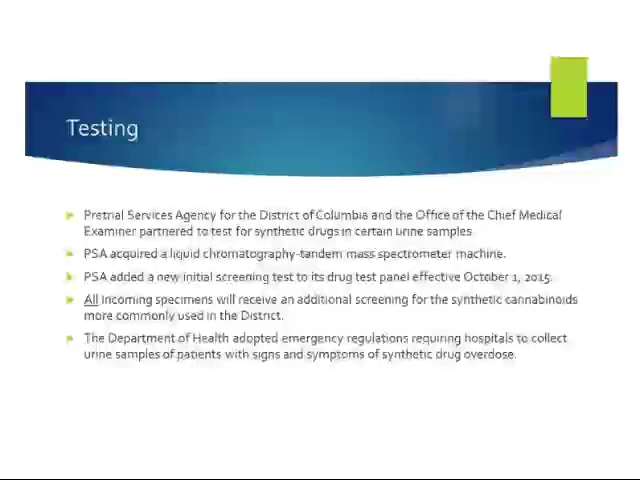 Testing
Pretrial Services Agency for the District of Columbia and the Office of the Chief Medical
Examiner partnered to test for synthetic drugs in certain urine samples
PSA acquired a liquid chromatography-tandem mass spectrometer machine.
PSA added a new initial screening test to its drug test panel effective October 1, 2015.
All incoming specimens will receive an additional screening for the synthetic cannabinoids
more commonly used in the District.
The Department of Health adopted emergency regulations requiring hospitals to collect
urine samples of patients with signs and symptoms of synthetic drug overdose.